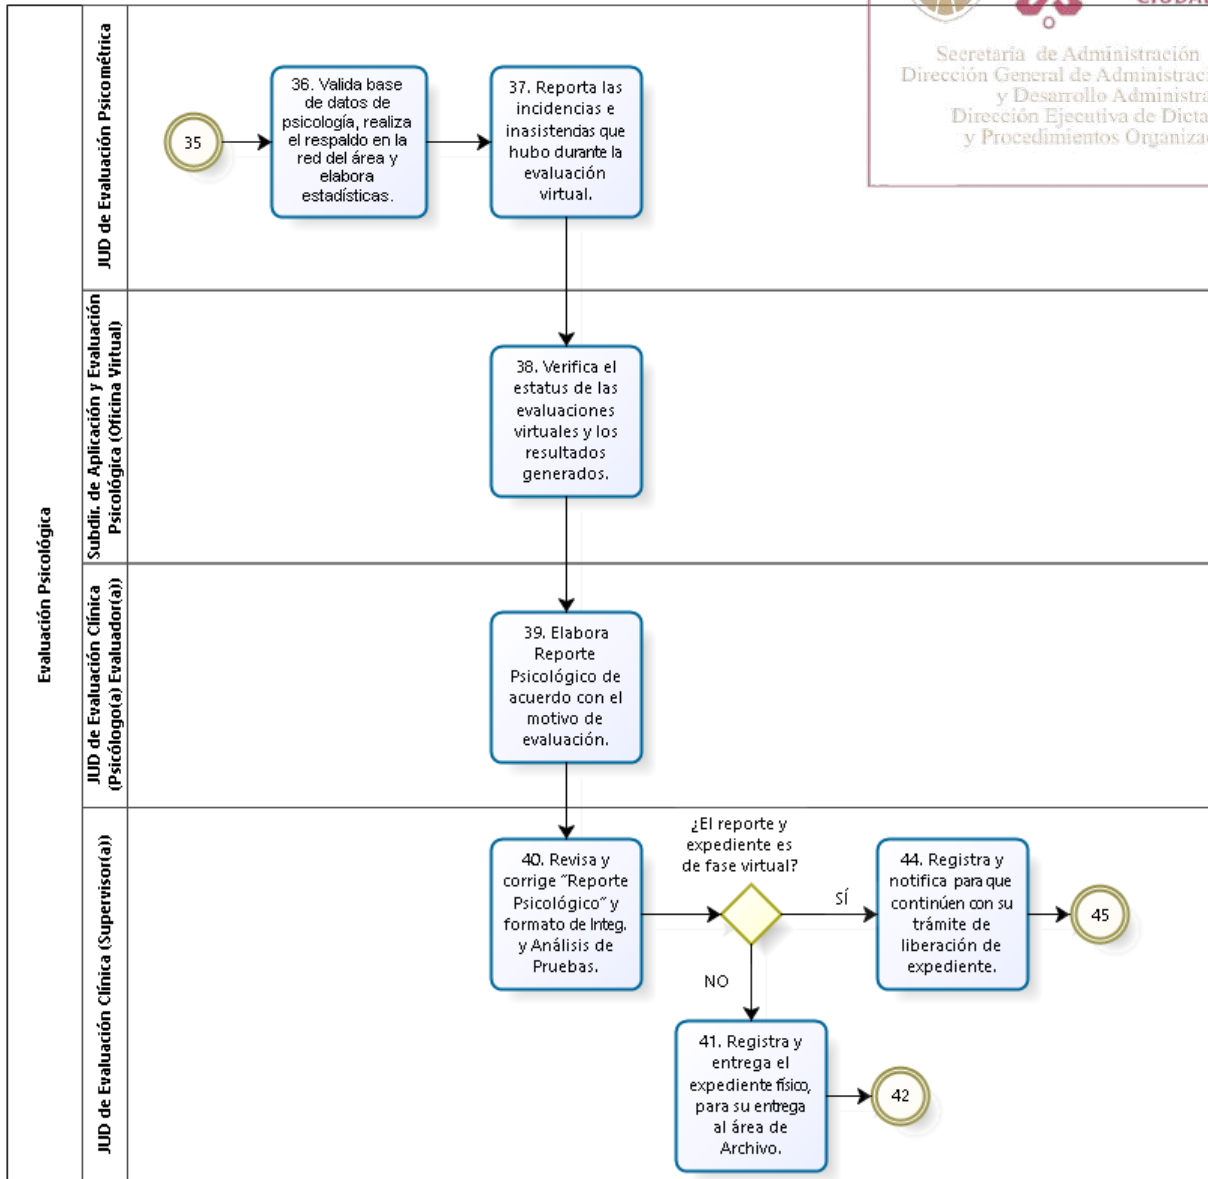 CIUDA
Secretaría de Administración
Dirección General de Administraci
y Desarrollo Administra
Dirección Ejecutiva de Dicta
y Procedimientos Organiza
Evaluación Psicológica
JUD de Evaluación Psicométrica
35
36. Valida base
de datos de
psicología, realiza
el respaldo en la
red del área y
elabora
estadísticas.
37. Reporta las
incidencias e
inasistencias que
hubo durante la
evaluación
virtual.
Subdir. de Aplicación y Evaluación
Psicológica (Oficina Virtual)
38. Verifica el
estatus de las
evaluaciones
virtuales y los
resultados
generados.
JUD de Evaluación Clínica
(Psicólogo(a) Evaluador(a))
39. Elabora
Reporte
Psicológico de
acuerdo con el
motivo de
evaluación.
JUD de Evaluación Clínica (Supervisor(a))
40. Revisa y
corrige "Reporte
Psicológico" y
formato de Integ.
y Análisis de
Pruebas.
¿El reporte y
expediente es
de fase virtual?
SÍ
44. Registra y
notifica para que
continúen con su
trámite de
liberación de
expediente.
45
NO
41. Registra y
entrega el
expediente físico,
para su entrega
al área de
Archivo.
42